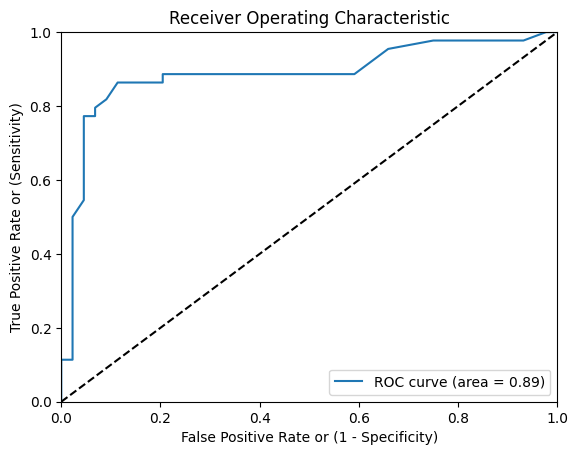 Receiver Operating Characteristic
1.0
0.8
0.6
0.4
0.2
0.0
True Positive Rate or (Sensitivity)
ROC curve (area = 0.89)
0.0 0.2 0.4 0.6 0.8 1.0
False Positive Rate or (1 - Specificity)